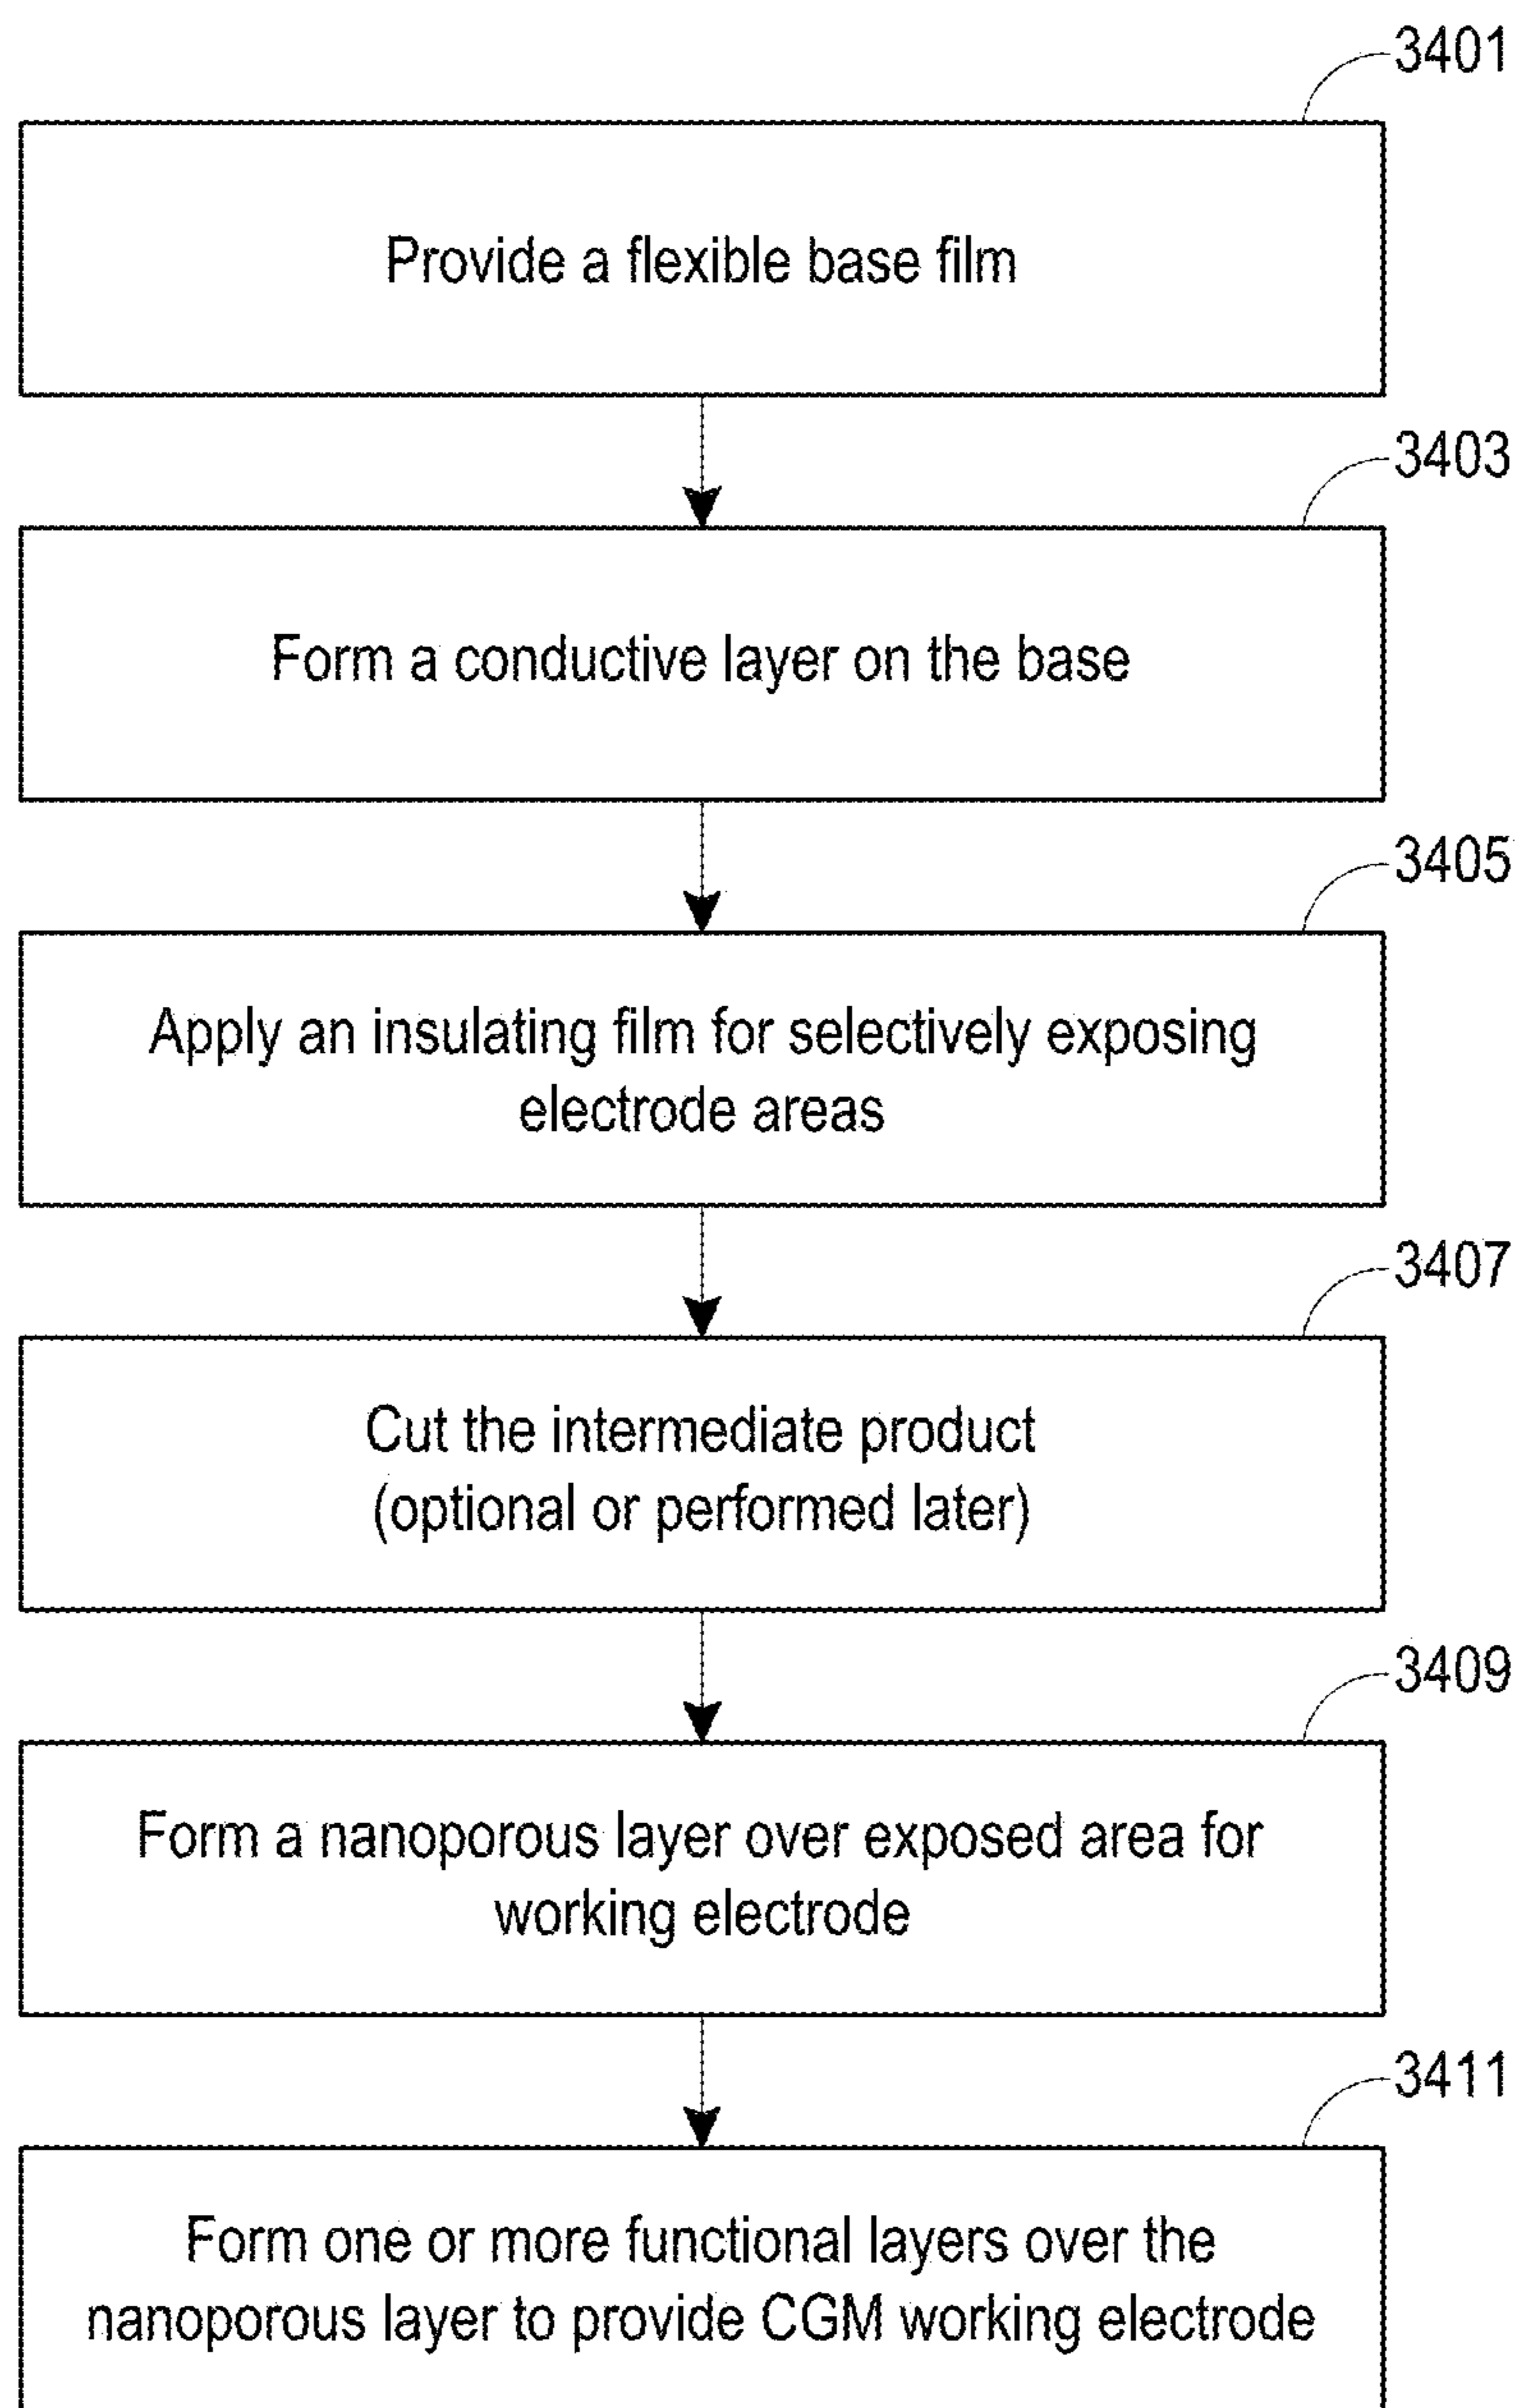 3401
Provide a flexible base film
3403
Form a conductive layer on the base
3405
Apply an insulating film for selectively exposing
electrode areas
3407
Cut the intermediate product
(optional or performed later)
3409
Form a nanoporous layer over exposed area for
working electrode
3411
Form one or more functional layers over the
nanoporous layer to provide CGM working electrode